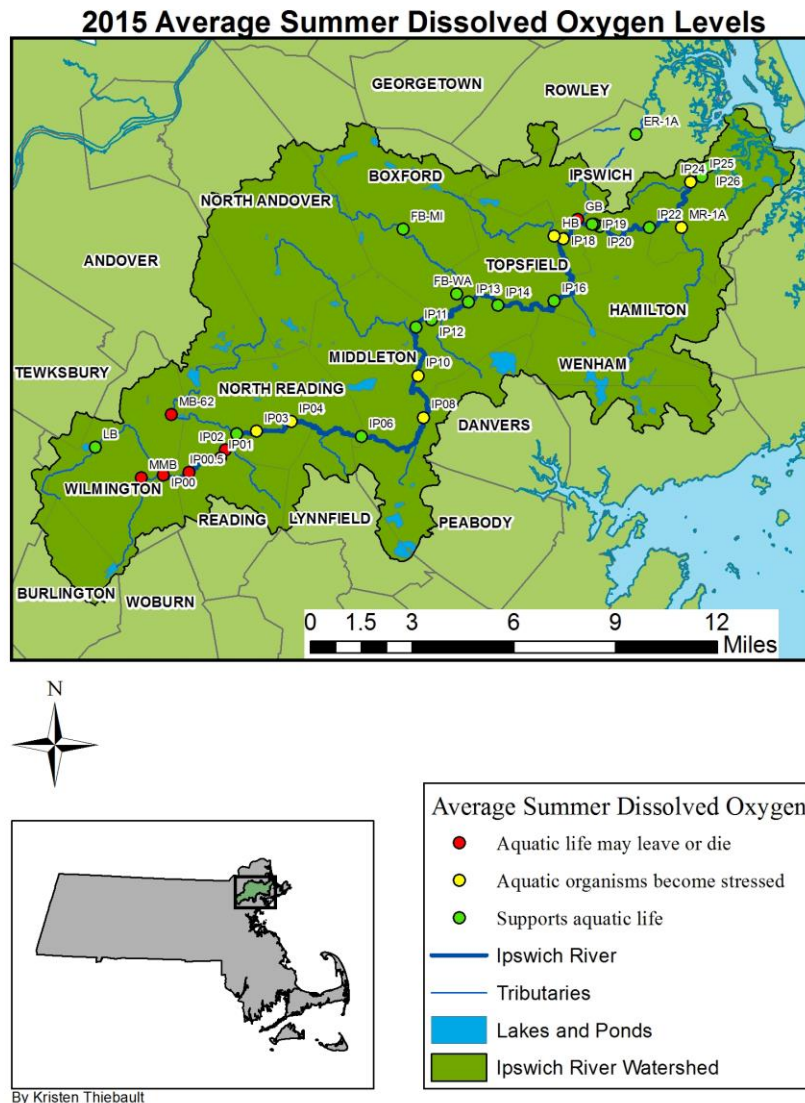 2015 Average Summer Dissolved Oxygen Levels
GEORGETOWN
ROWLEY
ER-1A
IPSWICH
IP25
IP24
IP26
BOXFORD
NORTH ANDOVER
FB-MI
GB
HB
IP19
IP22
MR-1A
IP18
IP20
ANDOVER
TOPSFIELD
FB-WA
IP13
IP14
IP16
HAMILTON
IP11
IP12
MIDDLETON
WENHAM
TEWKSBURY
IP10
NORTH READING
MB-62
IP08
IP04
IP03
DANVERS
LB
IP02
IP01
IP06
MMB
IP00.5
IP00
WILMINGTON
READING
LYNNFIELD
PEABODY
BURLINGTON
WOBURN
0 1.5 3 6 9 12
Miles
N
Average Summer Dissolved Oxygen
Aquatic life may leave or die
Aquatic organisms become stressed
Supports aquatic life
Ipswich River
Tributaries
Lakes and Ponds
Ipswich River Watershed
By Kristen Thiebault